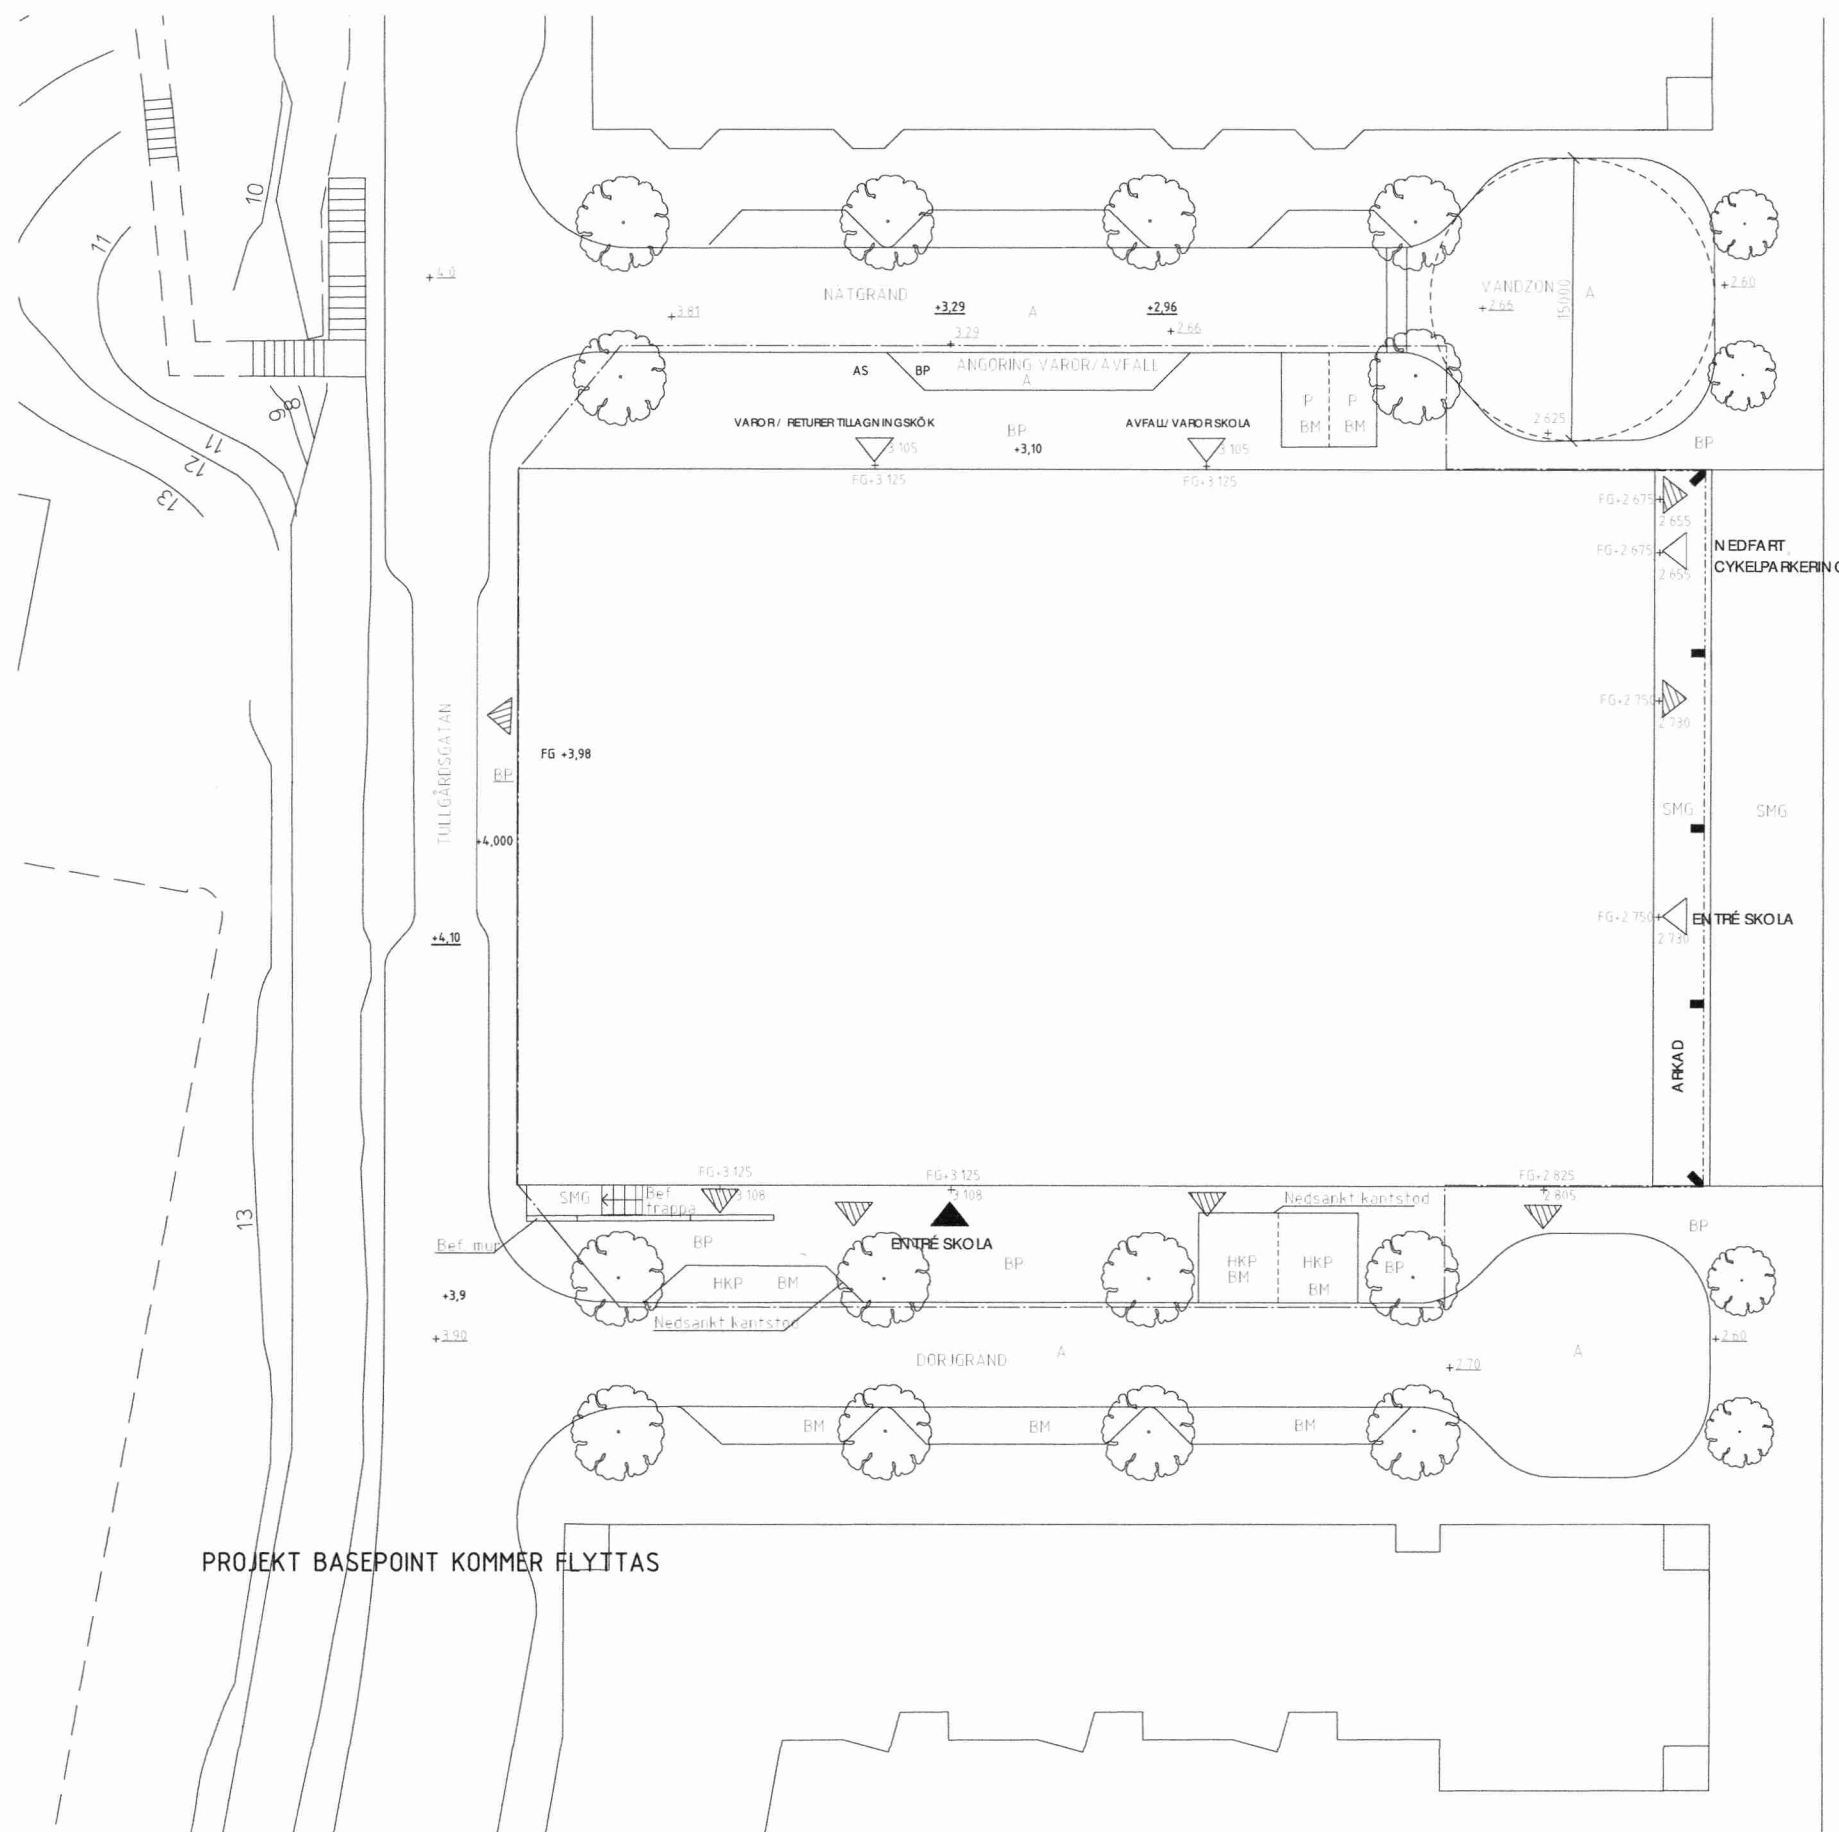 10
11
+4.0
NÄTGRÄND
+3,29
A
+2,96
+3.81
3.29
+2.66
VÄNDZON
A
+2.66
15000
+2.60
AS
BP
ANGÖRING VAROR/AVFALL
A
P
BM
P
BM
2 625
BP
VAROR / RETURER TILLAGNINGSKÖK
AVFALL/ VAROR SKOLA
BP
+3,10
3 105
3 105
FG+3 125
FG+3 125
98
11
12
13
FG+2 675
2 655
FG+2 675
2 655
NEDFART,
CYKELPARKERING
FG+2 750
2 730
TULLGÅRDSGATAN
FG +3,98
BP
+4,000
SMG
SMG
+4,10
FG+2 750
2 730
ENTRÉ SKOLA
ARKAD
13
FG+3 125
3 108
FG+3 125
3 108
FG+2 825
2 805
SMG
Bef
trappa
Nedsänkt kantstöd
Bef. mur
BP
ENTRÉ SKOLA
BP
BP
HKP
BM
HKP
BM
HKP
BM
BP
+3,9
+3.90
Nedsänkt kantstöd
DORJGRÄND
A
+2.70
A
+2.60
BM
BM
BM
PROJEKT BASEPOINT KOMMER FLYTTAS